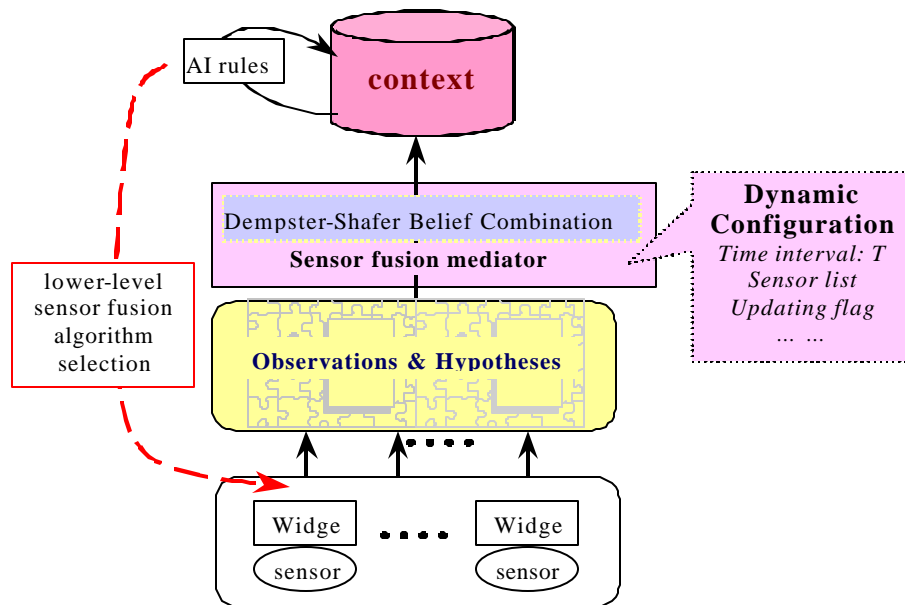 AI rules
context
Dempster-Shafer Belief Combination
Sensor fusion mediator
Dynamic
Configuration
Time interval: T
Sensor list
Updating flag
... ...
lower-level
sensor fusion
algorithm
selection
Observations & Hypotheses
Widge
Widge
sensor
sensor